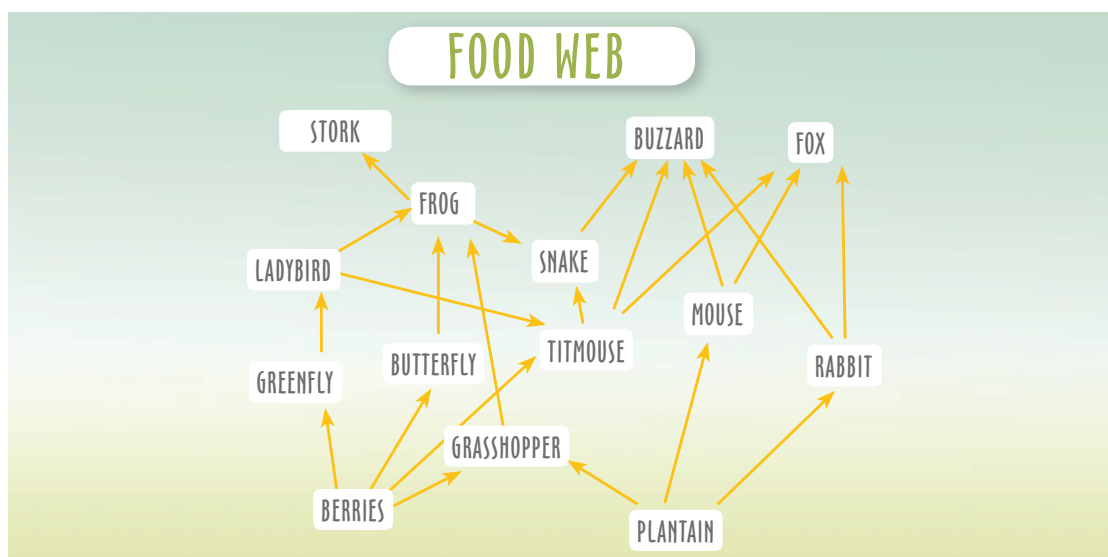 FOOD WEB
STORK
BUZZARD
FOX
FROG
SNAKE
LADYBIRD
MOUSE
TITMOUSE
BUTTERFLY
RABBIT
GREENFLY
GRASSHOPPER
BERRIES
PLANTAIN